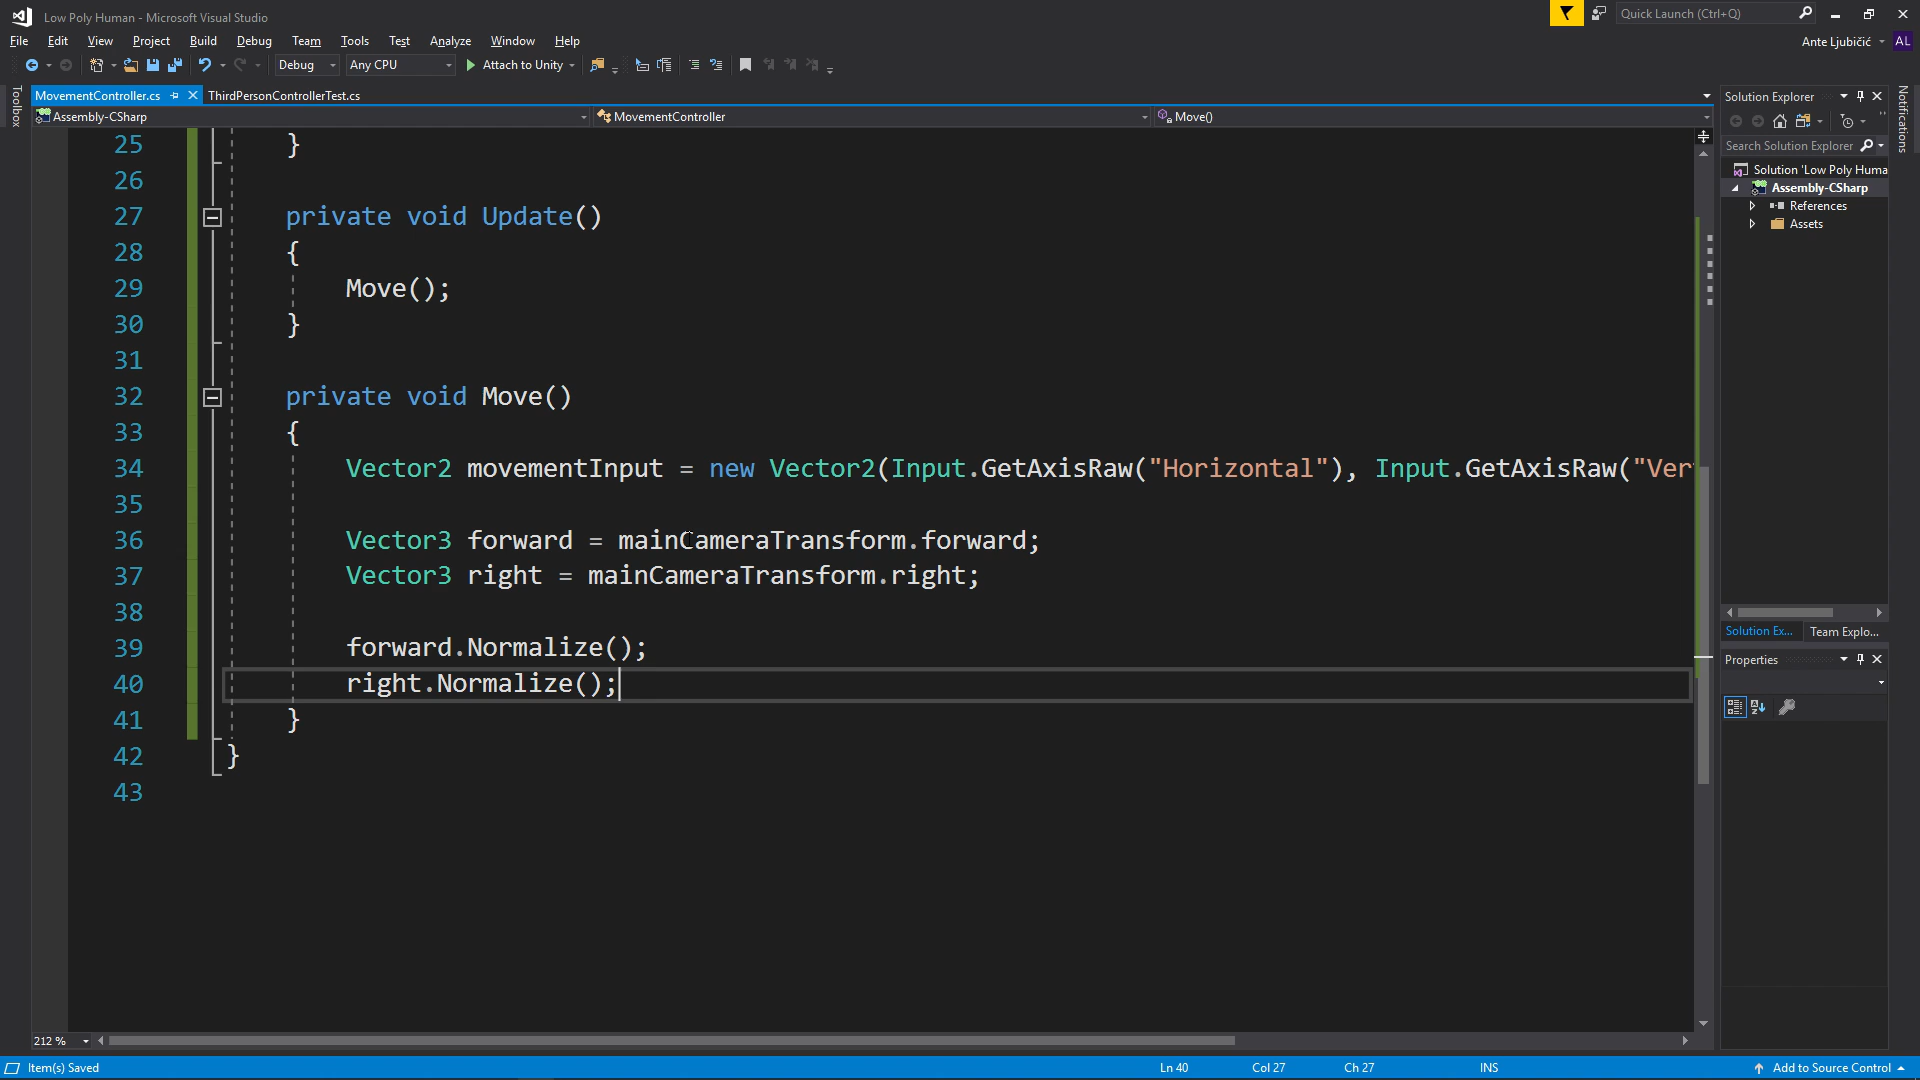 Low Poly Human - Microsoft Visual Studio
Quick Launch (Ctrl+Q)
File Edit View Project Build Debug Team Tools Test Analyze Window Help
Ante Ljubičić AL
Debug Any CPU Attach to Unity
Toolbox
MovementController.cs ThirdPersonControllerTest.cs
Assembly-CSharp MovementController Move()
25 }
26
27 private void Update()
28 {
29 Move();
30 }
31
32 private void Move()
33 {
34 Vector2 movementInput = new Vector2(Input.GetAxisRaw("Horizontal"), Input.GetAxisRaw("Ver
35
36 Vector3 forward = mainCameraTransform.forward;
37 Vector3 right = mainCameraTransform.right;
38
39 forward.Normalize();
40 right.Normalize();
41 }
42 }
43
212 %
Solution Explorer
Search Solution Explorer
Solution 'Low Poly Huma
Assembly-CSharp
References
Assets
Solution Ex... Team Explo...
Properties
Notifications
Item(s) Saved Ln 40 Col 27 Ch 27 INS Add to Source Control